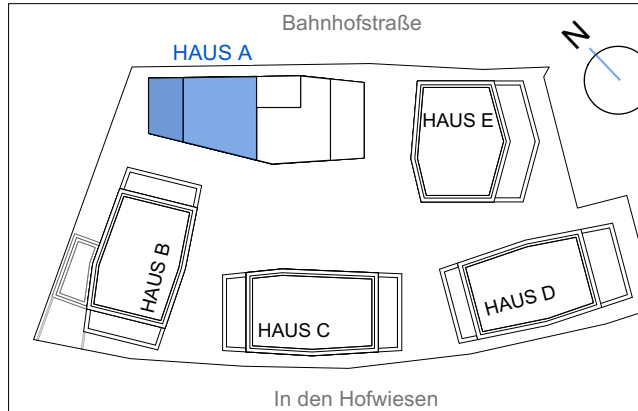 Bahnhofstraße
HAUS A
N
HAUS E
HAUS B
HAUS C
HAUS D
In den Hofwiesen